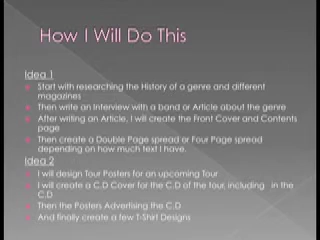 How I Will Do This
Idea 1
Start with researching the History of a genre and different
magazines
Then write an Interview with a band or Article about the genre
After writing an Article, I will create the Front Cover and Contents
page
Then create a Double Page spread or Four Page spread
depending on how much text I have.
Idea 2
I will design Tour Posters for an upcoming Tour
I will create a C.D Cover for the C.D of the tour, including  in the
C.D
Then the Posters Advertising the C.D
And finally create a few T-Shirt Designs